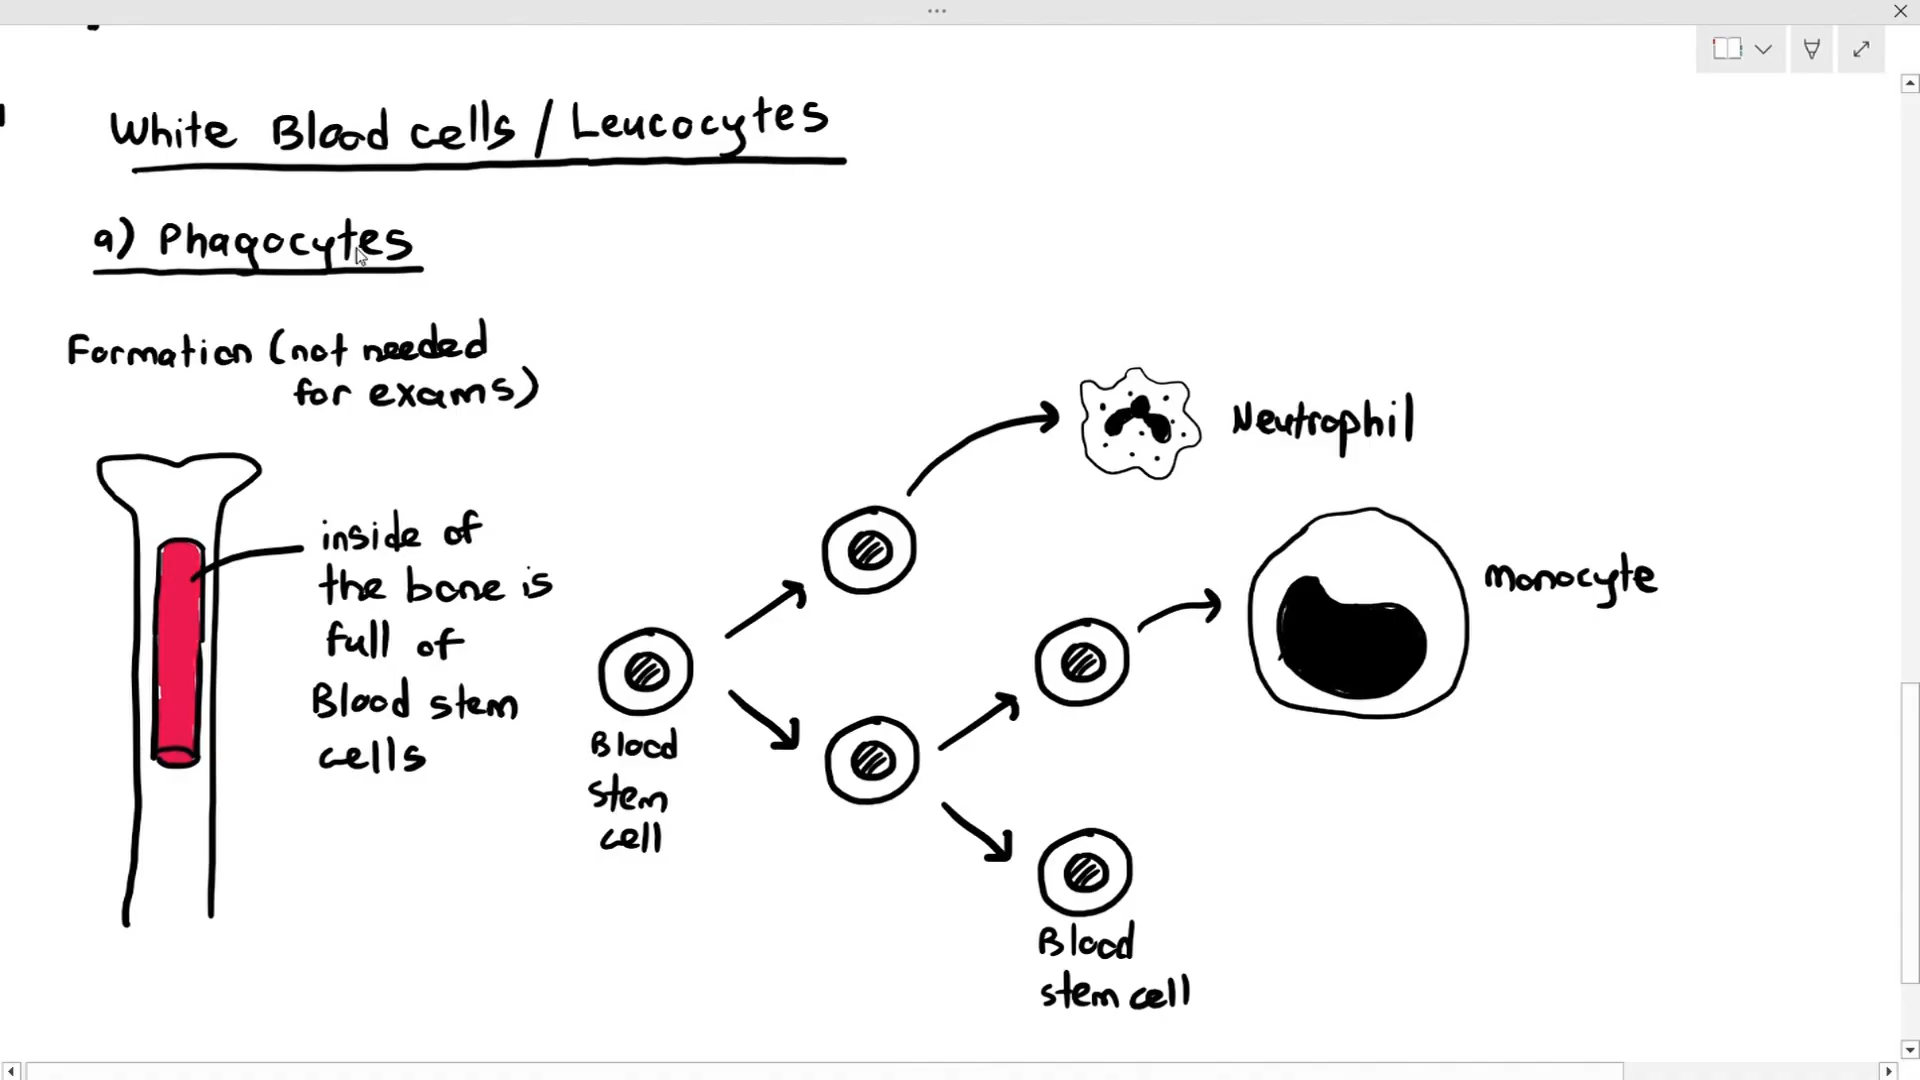 White Blood cells / Leucocytes
a) Phagocytes
Formation (not needed
for exams)
inside of
the bone is
full of
Blood stem
cells
Blood
stem
cell
Neutrophil
monocyte
Blood
stem cell